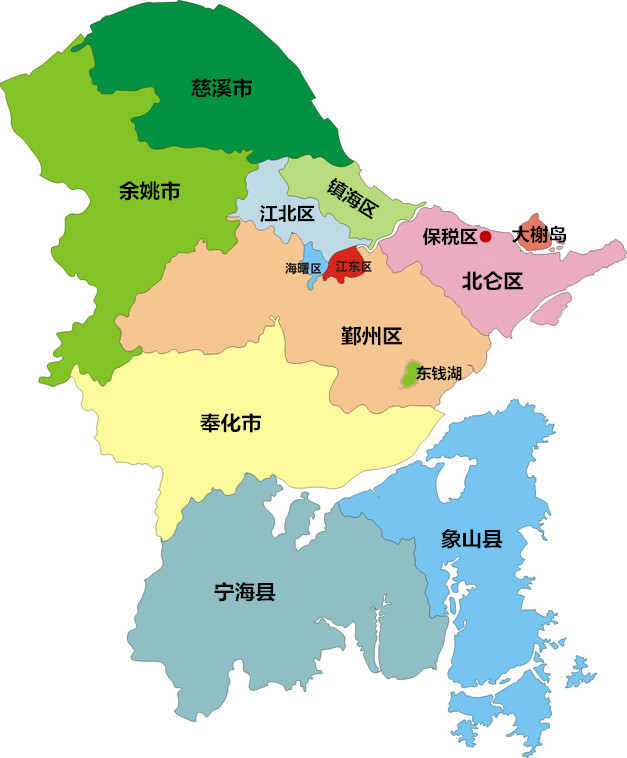 慈溪市
余姚市
镇海区
江北区
保税区
大榭岛
海曙区
江东区
北仑区
鄞州区
东钱湖
奉化市
象山县
宁海县